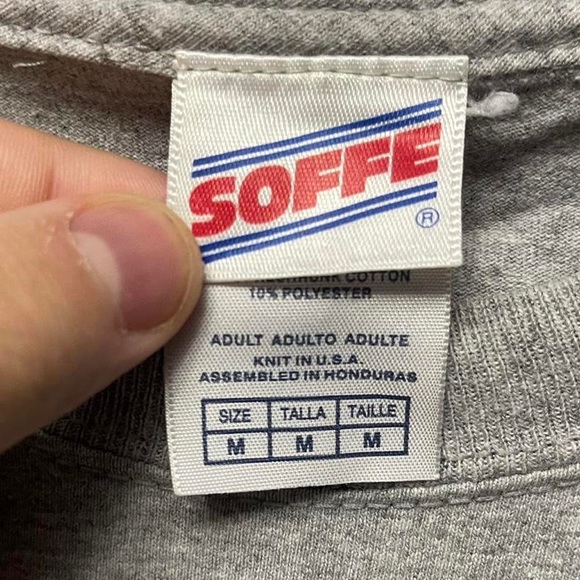 SOFFE
®
COTTON
10% POLYESTER
ADULT ADULTO ADULTE
KNIT IN U.S.A.
ASSEMBLED IN HONDURAS
SIZE TALLA TAILLE
M M M